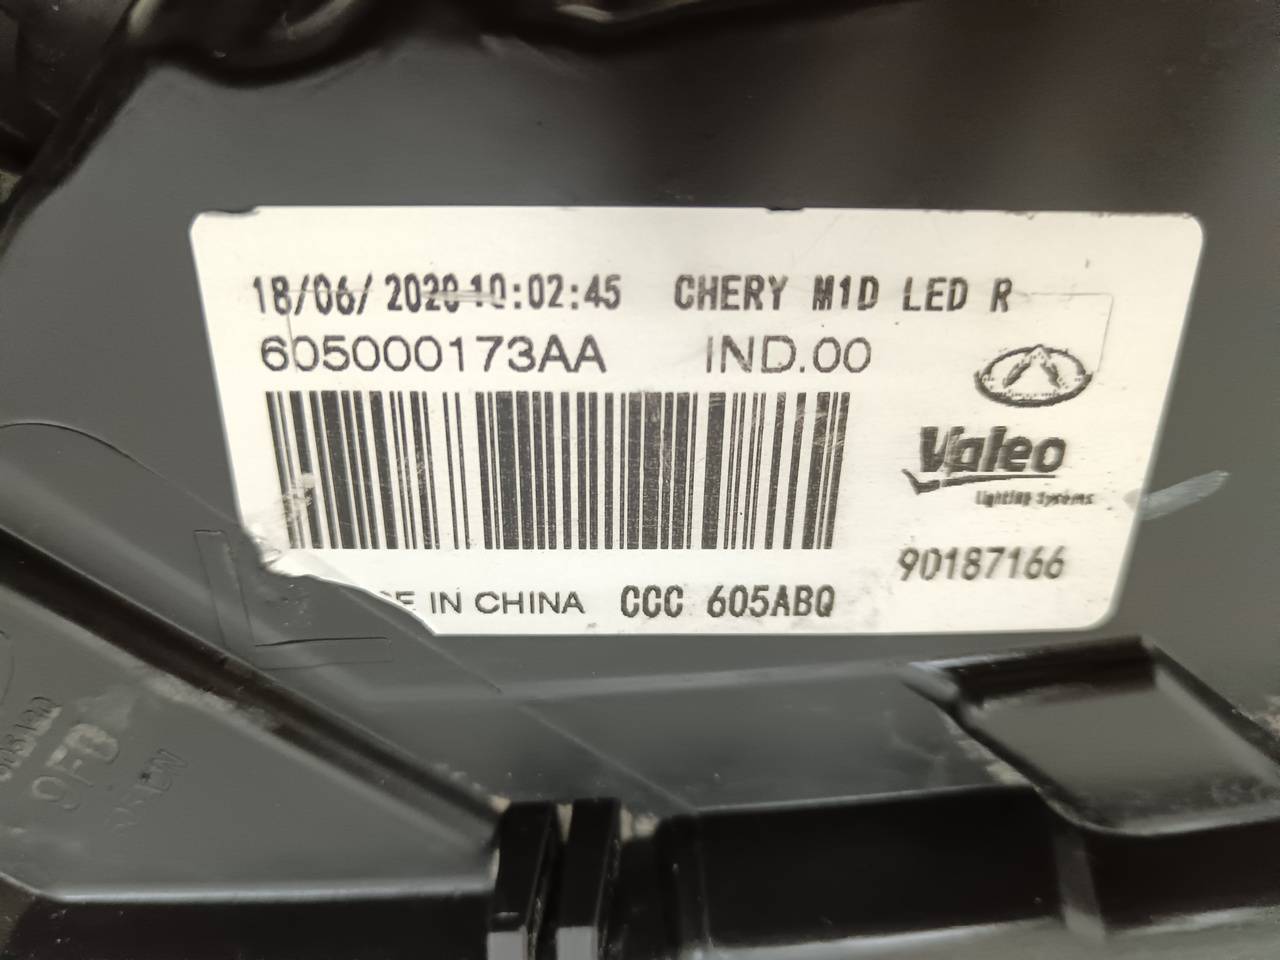 18/06/ 2020 10:02:45 CHERY M1D LED R
605000173AA IND.00
Valeo
Lighting Systems
90187166
E IN CHINA CCC 605ABQ
9FD